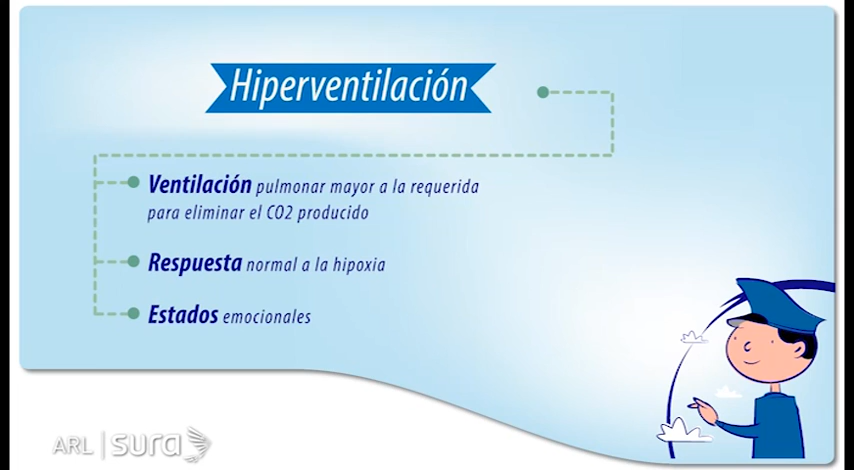 Hiperventilación
Ventilación pulmonar mayor a la requerida
para eliminar el CO2 producido
Respuesta normal a la hipoxia
Estados emocionales
ARL | sura